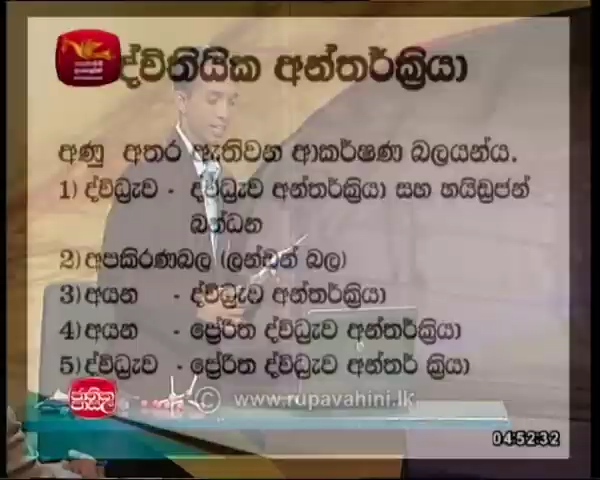 ද්විතියික අන්තර්ක්‍රියා
අණු අතර ඇතිවන ආකර්ෂණ බලයන්ය.
1) ද්විධ්‍රැව - ද්විධ්‍රැව අන්තර්ක්‍රියා සහ හයිඩ්‍රජන්
බන්ධන
2) අපකිරණබල (ලන්ඩන් බල)
3) අයන - ද්විධ්‍රැව අන්තර්ක්‍රියා
4) අයන - ප්‍රේරිත ද්විධ්‍රැව අන්තර්ක්‍රියා
5) ද්විධ්‍රැව - ප්‍රේරිත ද්විධ්‍රැව අන්තර් ක්‍රියා
© www.rupavahini.lk
04:52:32